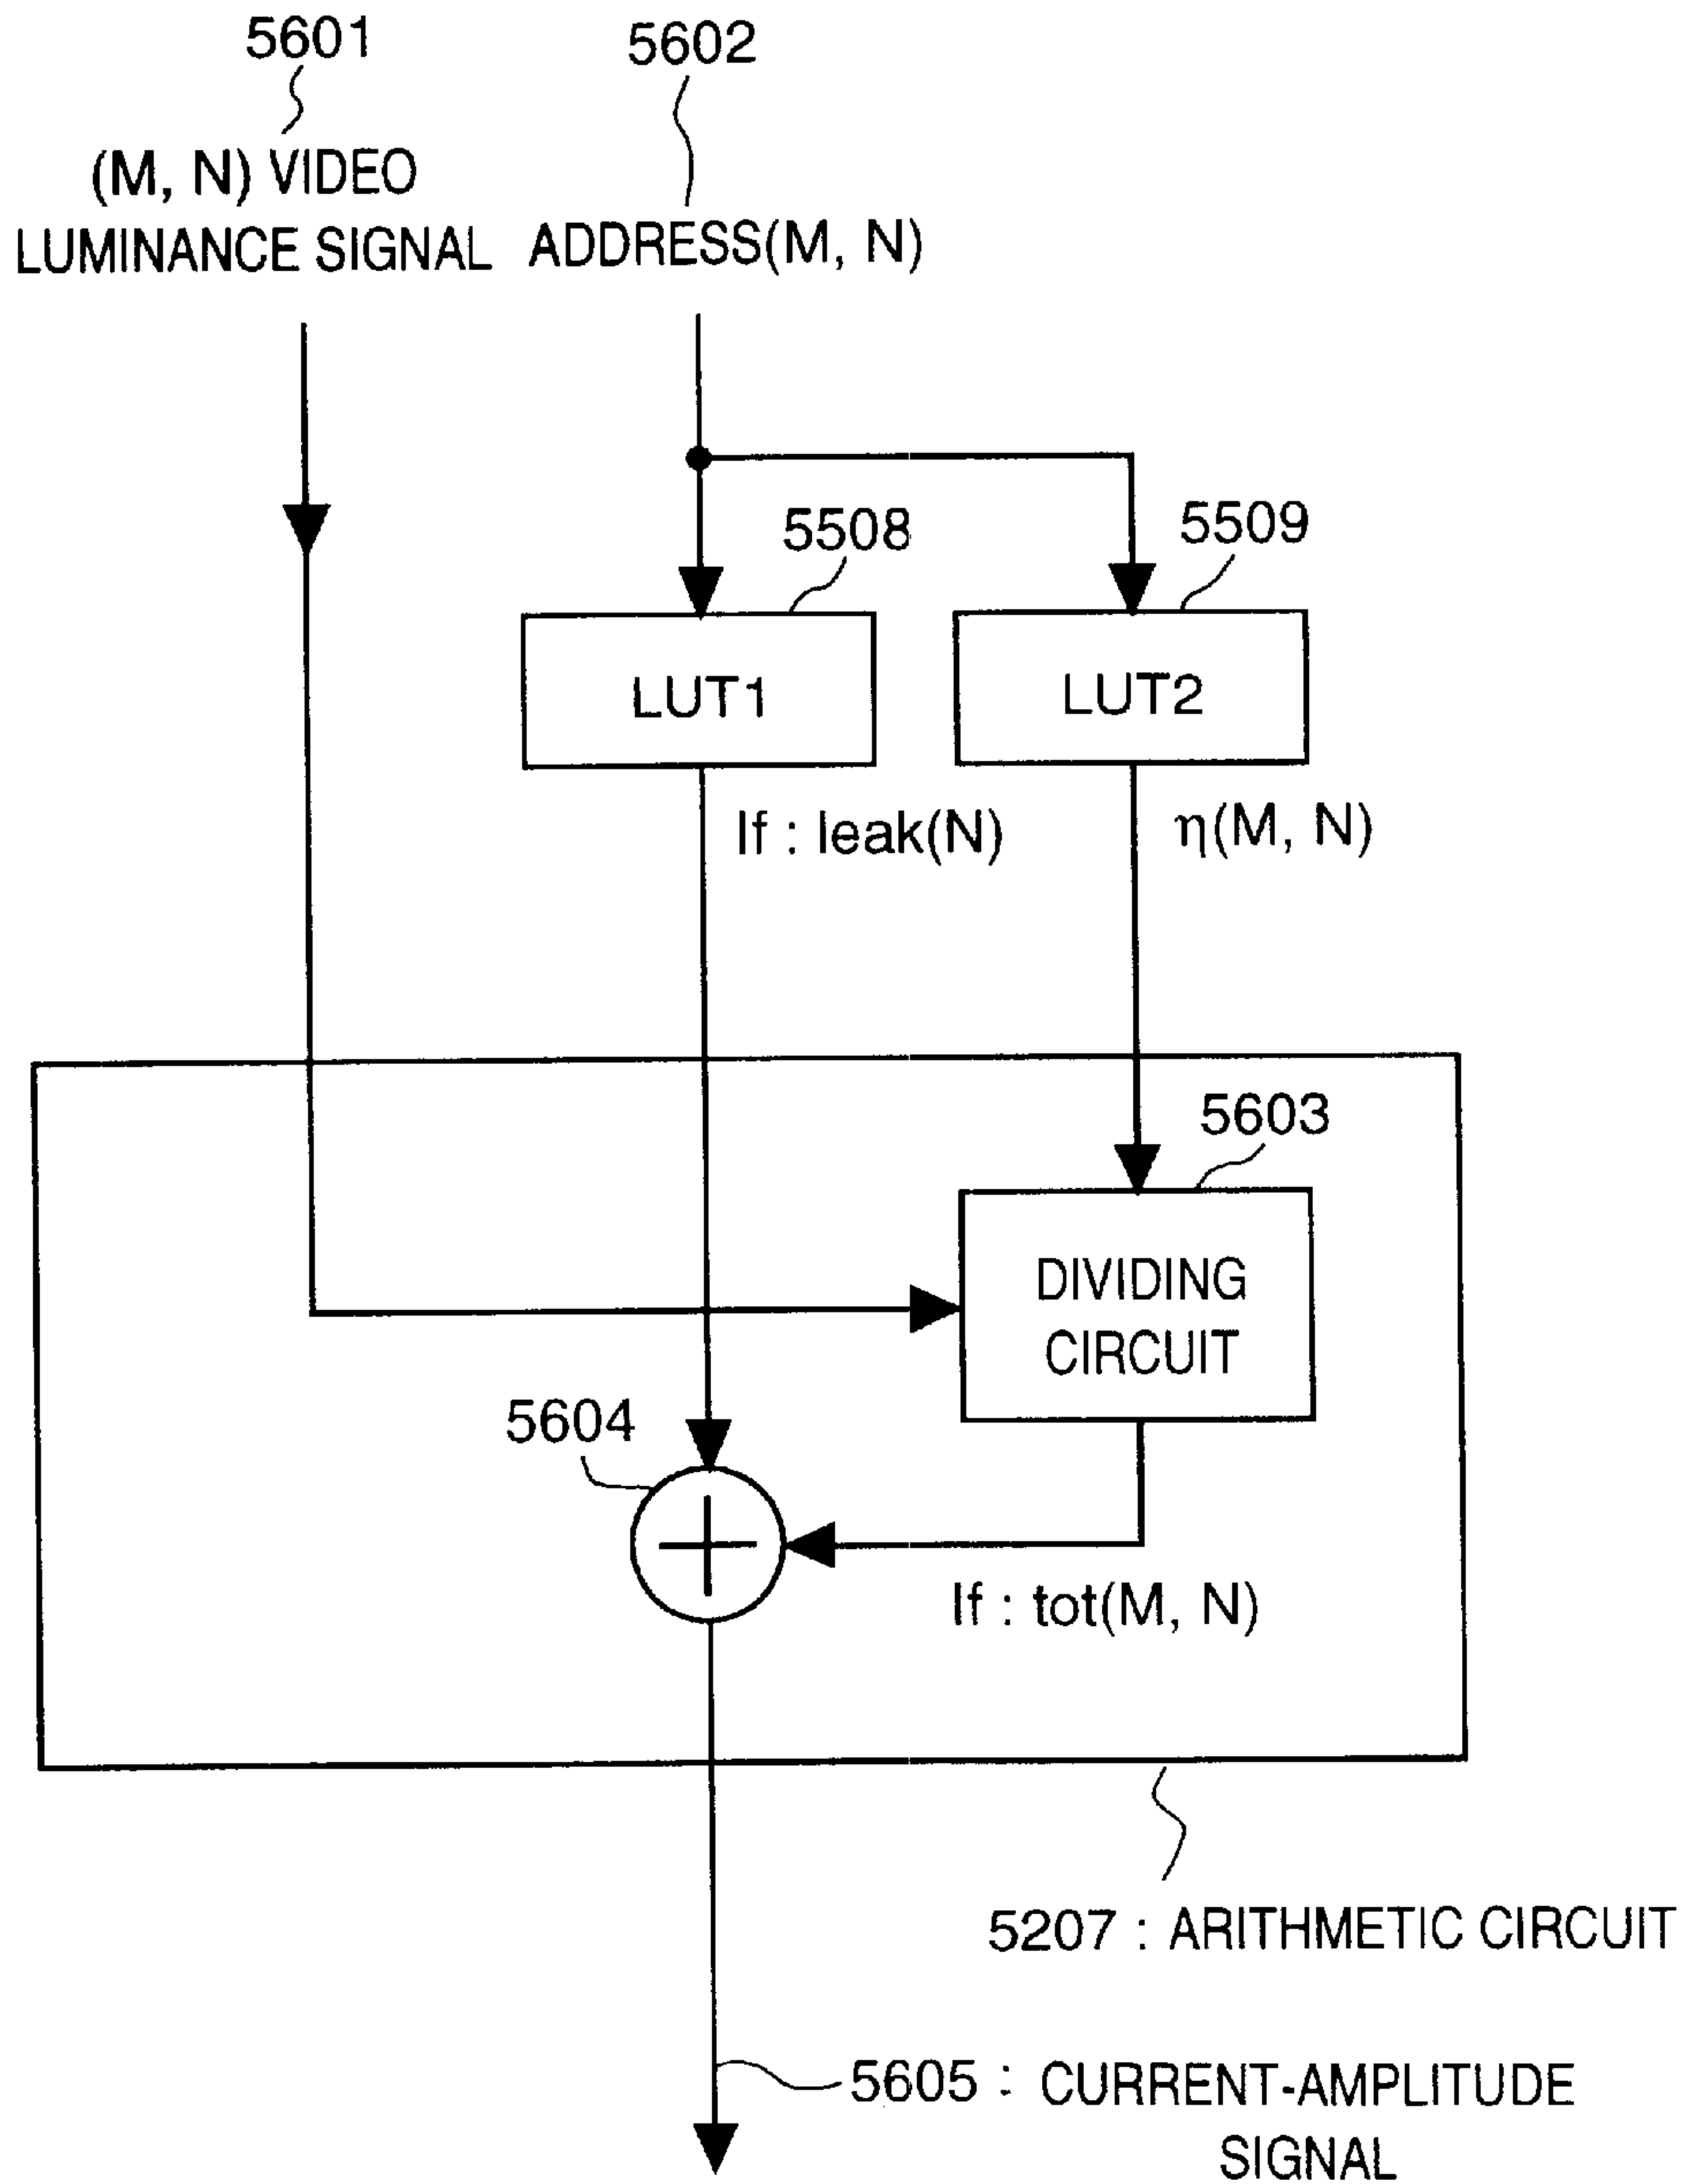 5601
5602
(M, N) VIDEO
LUMINANCE SIGNAL
ADDRESS(M, N)
5508
5509
LUT1
LUT2
If : leak(N)
η(M, N)
5603
DIVIDING
CIRCUIT
5604
If : tot(M, N)
5207 : ARITHMETIC CIRCUIT
5605 : CURRENT-AMPLITUDE
SIGNAL